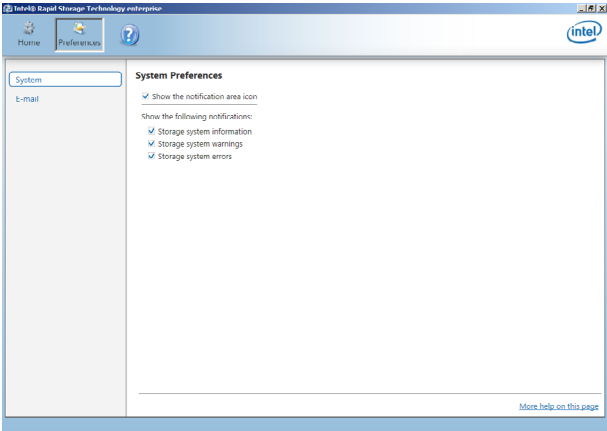 Intel® Rapid Storage Technology enterprise
Home
Preferences
?
intel
System
E-mail
System Preferences
Show the notification area icon
Show the following notifications:
Storage system information
Storage system warnings
Storage system errors
More help on this page